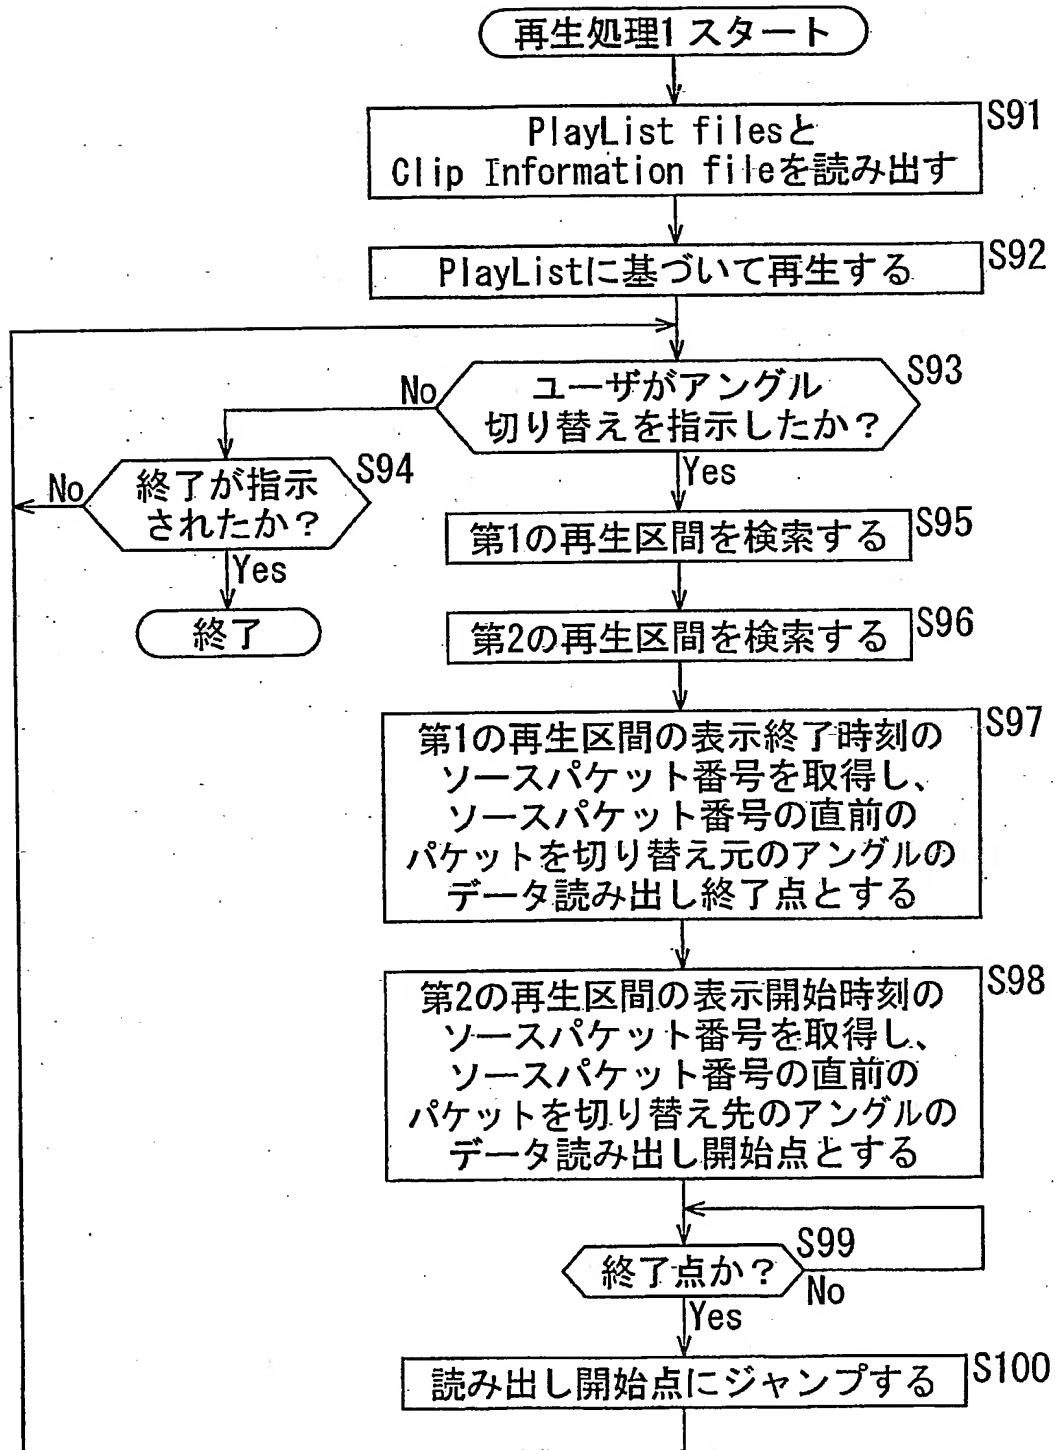 再生処理1 スタート
S91
PlayList filesと
Clip Information fileを読み出す
S92
PlayListに基づいて再生する
S93
ユーザがアングル
切り替えを指示したか?
No
Yes
S94
終了が指示
されたか?
No
Yes
終了
S95
第1の再生区間を検索する
S96
第2の再生区間を検索する
S97
第1の再生区間の表示終了時刻の
ソースパケット番号を取得し、
ソースパケット番号の直前の
パケットを切り替え元のアングルの
データ読み出し終了点とする
S98
第2の再生区間の表示開始時刻の
ソースパケット番号を取得し、
ソースパケット番号の直前の
パケットを切り替え先のアングルの
データ読み出し開始点とする
S99
終了点か?
No
Yes
S100
読み出し開始点にジャンプする